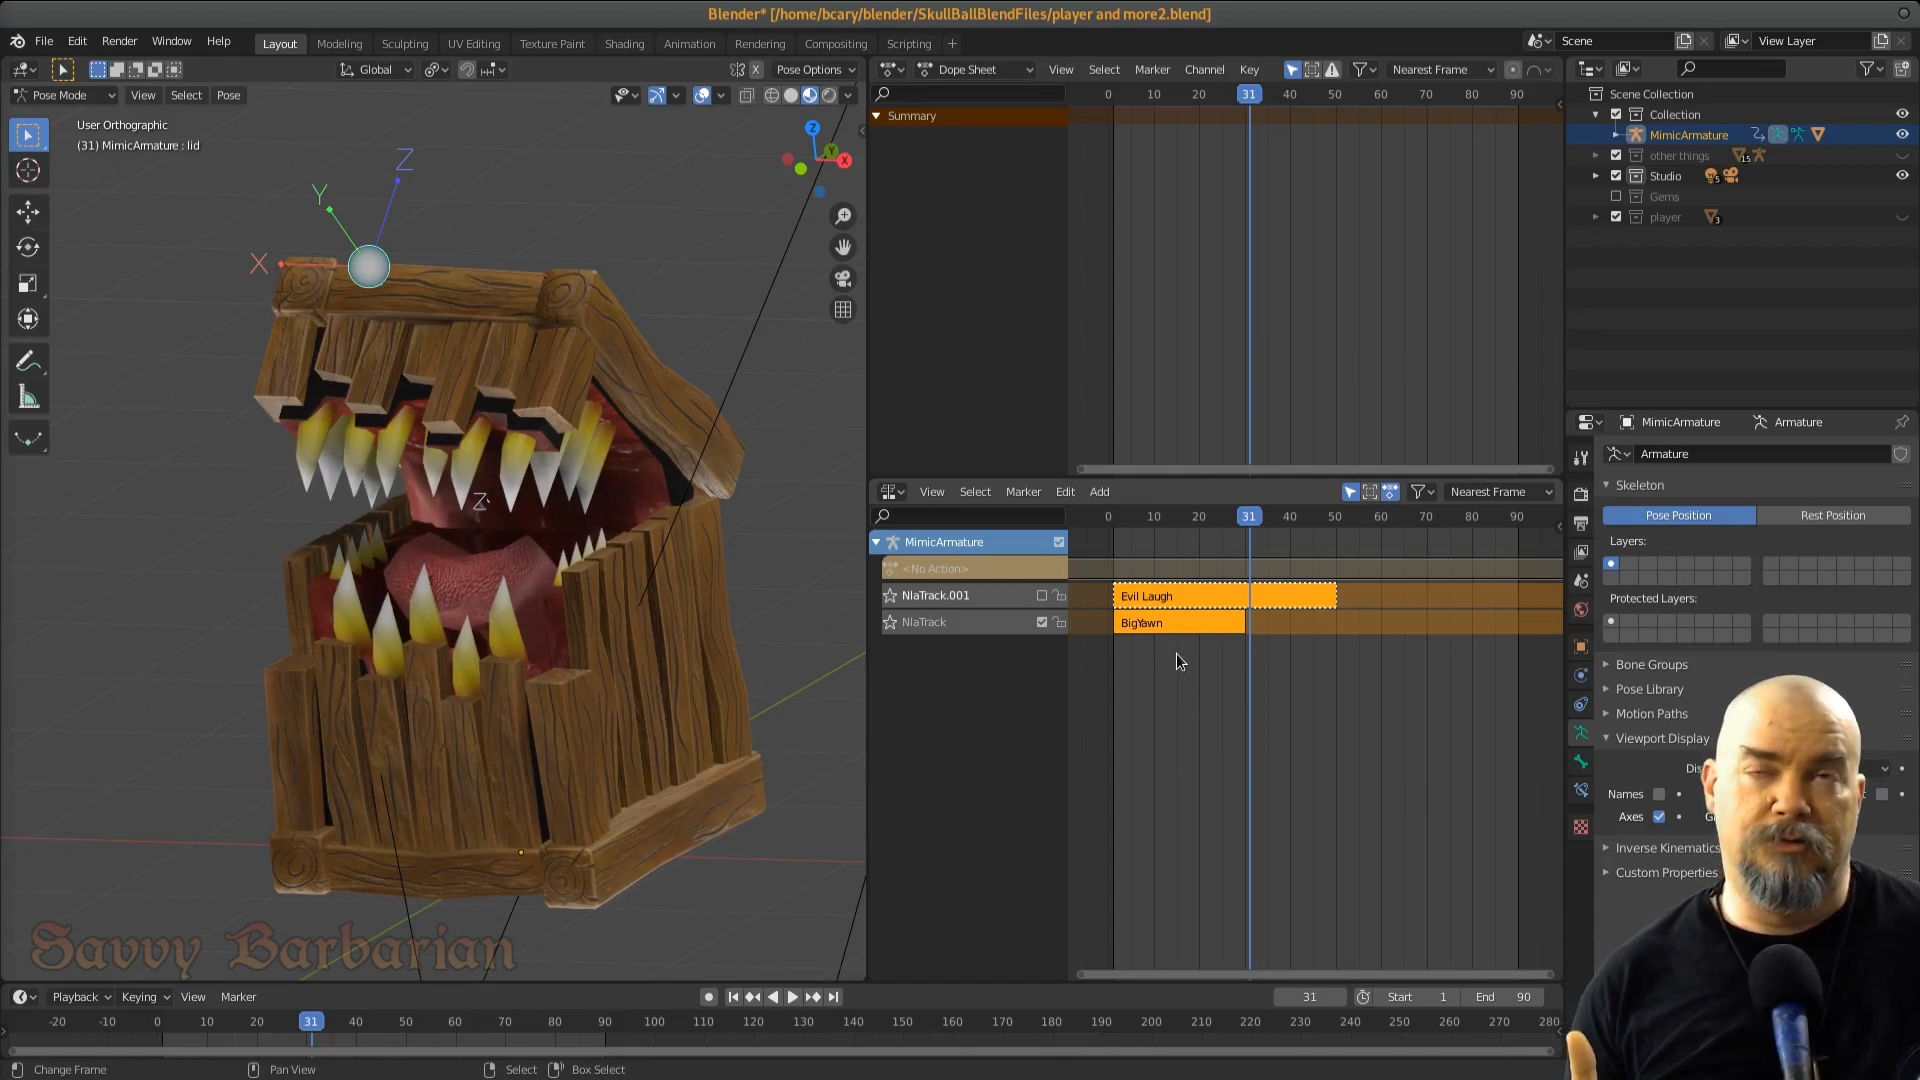 Blender* [/home/bcary/blender/SkullBallBlendFiles/player and more2.blend]
File Edit Render Window Help Layout Modeling Sculpting UV Editing Texture Paint Shading Animation Rendering Compositing Scripting + Scene View Layer
Global Pose Options
Pose Mode View Select Pose
User Orthographic
(31) MimicArmature : lid
Z
Y
X
Z
Z
Y
X
Dope Sheet View Select Marker Channel Key Nearest Frame
0 10 20 31 40 50 60 70 80 90
Summary
View Select Marker Edit Add Nearest Frame
0 10 20 31 40 50 60 70 80 90
MimicArmature
<No Action>
NlaTrack.001 Evil Laugh
NlaTrack BigYawn
Scene Collection
Collection
MimicArmature
other things 15
Studio 5
Gems
player 3
MimicArmature Armature
Armature
Skeleton
Pose Position Rest Position
Layers:
Protected Layers:
Bone Groups
Pose Library
Motion Paths
Viewport Display
Names
Axes
Inverse Kinematics
Custom Properties
Savvy Barbarian
Playback Keying View Marker 31 Start 1 End 90
-20 -10 0 10 20 31 40 50 60 70 80 90 100 110 120 130 140 150 160 170 180 190 200 210 220 230 240 250 260 270 280
Change Frame Pan View Select Box Select